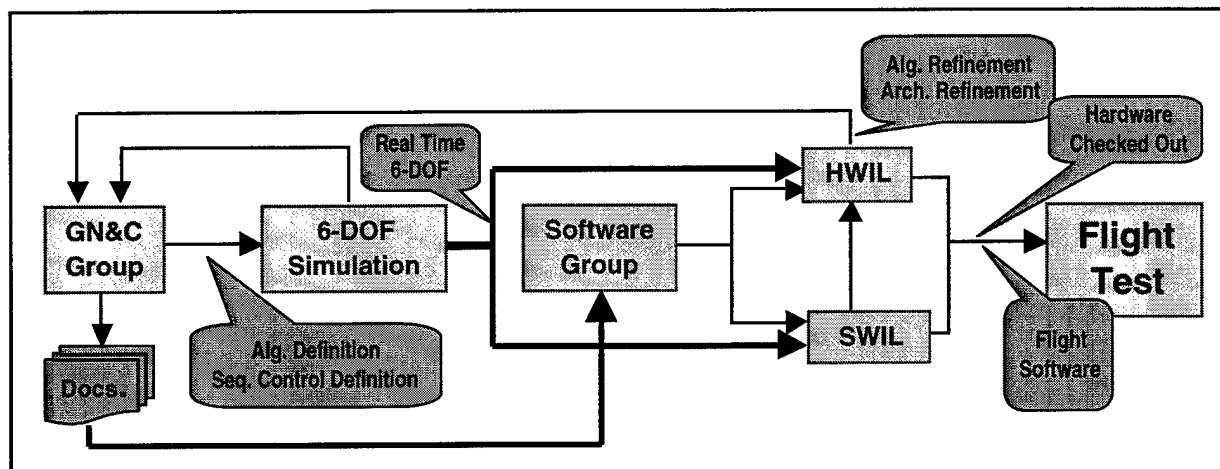 Alg. Refinement
Arch. Refinement
Hardware
Checked Out
Real Time
6-DOF
HWIL
GN&C
Group
6-DOF
Simulation
Software
Group
Flight
Test
SWIL
Alg. Definition
Seq. Control Definition
Flight
Software
Docs.